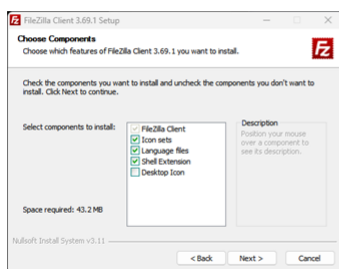 FileZilla Client 3.69.1 Setup
Choose Components
Choose which features of FileZilla Client 3.69.1 you want to install.
Fz
Check the components you want to install and uncheck the components you don't want to
install. Click Next to continue.
Select components to install:
FileZilla Client
Icon sets
Language files
Shell Extension
Desktop Icon
Description
Position your mouse
over a component to
see its description.
Space required: 43.2 MB
Nullsoft Install System v3.11
< Back
Next >
Cancel